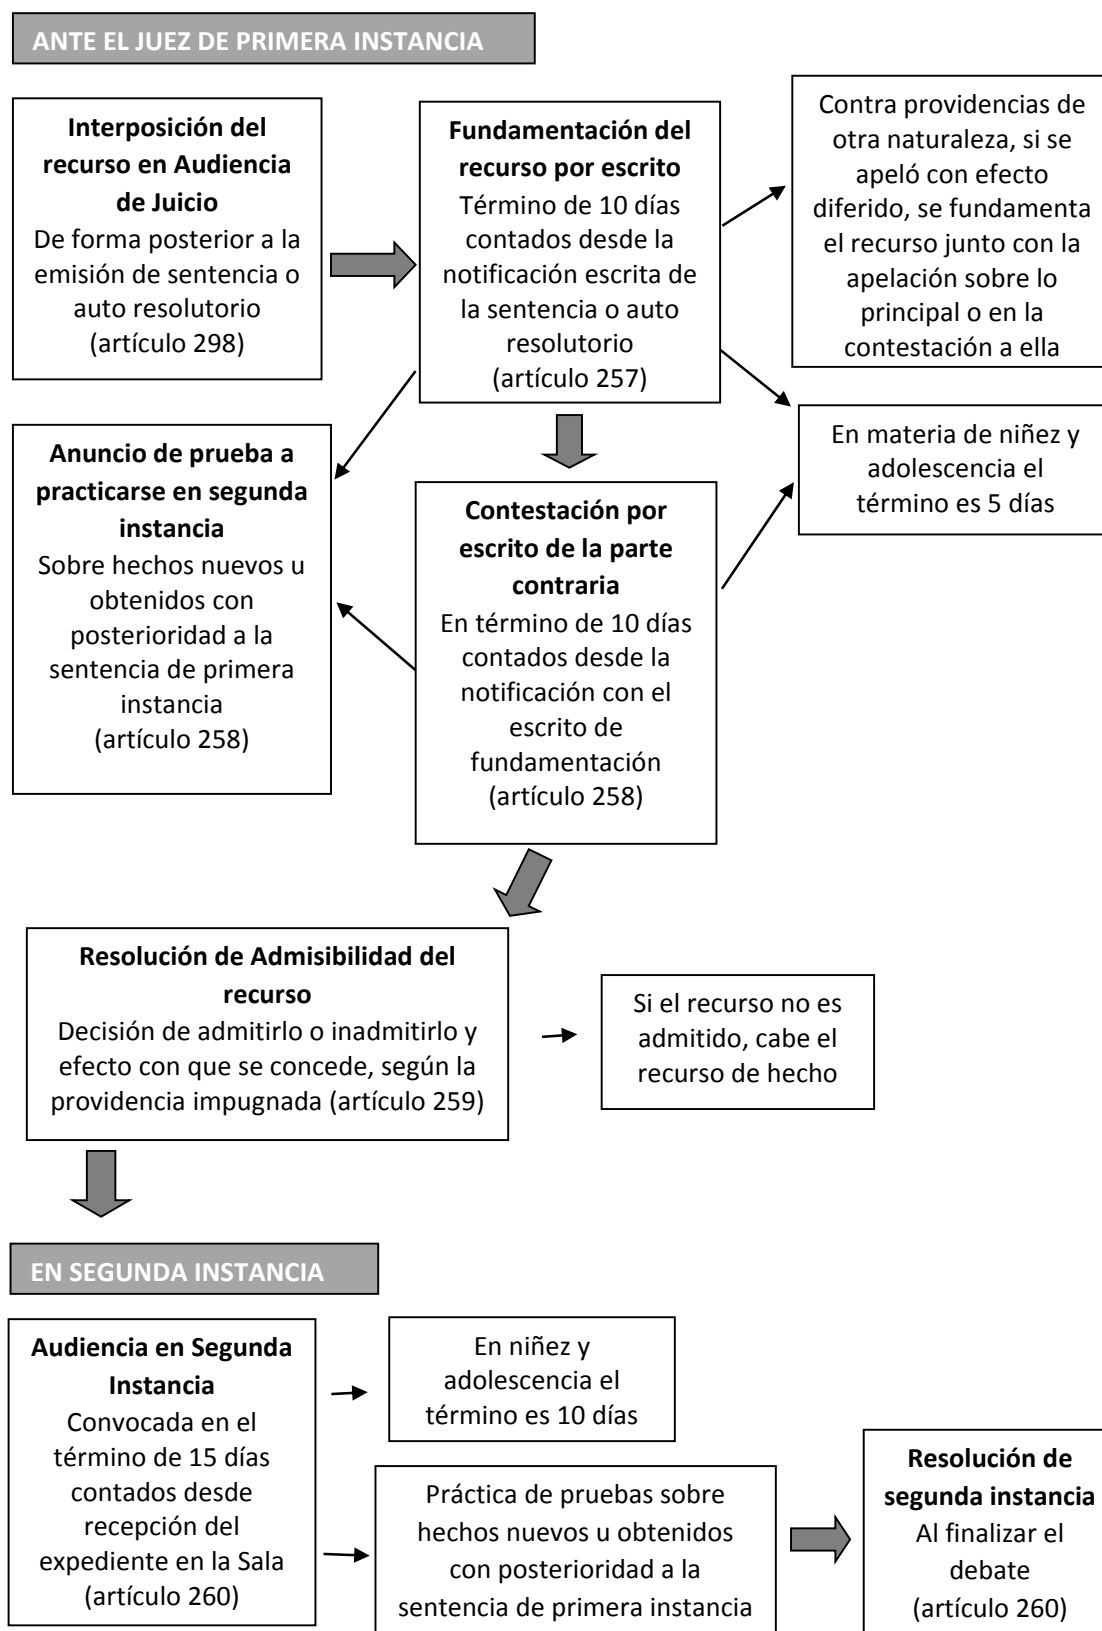 ANTE EL JUEZ DE PRIMERA INSTANCIA
Interposición del
recurso en Audiencia
de Juicio
De forma posterior a la
emisión de sentencia o
auto resolutorio
(artículo 298)
Fundamentación del
recurso por escrito
Término de 10 días
contados desde la
notificación escrita de
la sentencia o auto
resolutorio
(artículo 257)
Contra providencias de
otra naturaleza, si se
apeló con efecto
diferido, se fundamenta
el recurso junto con la
apelación sobre lo
principal o en la
contestación a ella
En materia de niñez y
adolescencia el
término es 5 días
Anuncio de prueba a
practicarse en segunda
instancia
Sobre hechos nuevos u
obtenidos con
posterioridad a la
sentencia de primera
instancia
(artículo 258)
Contestación por
escrito de la parte
contraria
En término de 10 días
contados desde la
notificación con el
escrito de
fundamentación
(artículo 258)
Resolución de Admisibilidad del
recurso
Decisión de admitirlo o inadmitirlo y
efecto con que se concede, según la
providencia impugnada (artículo 259)
Si el recurso no es
admitido, cabe el
recurso de hecho
EN SEGUNDA INSTANCIA
Audiencia en Segunda
Instancia
Convocada en el
término de 15 días
contados desde
recepción del
expediente en la Sala
(artículo 260)
En niñez y
adolescencia el
término es 10 días
Práctica de pruebas sobre
hechos nuevos u obtenidos
con posterioridad a la
sentencia de primera instancia
Resolución de
segunda instancia
Al finalizar el
debate
(artículo 260)